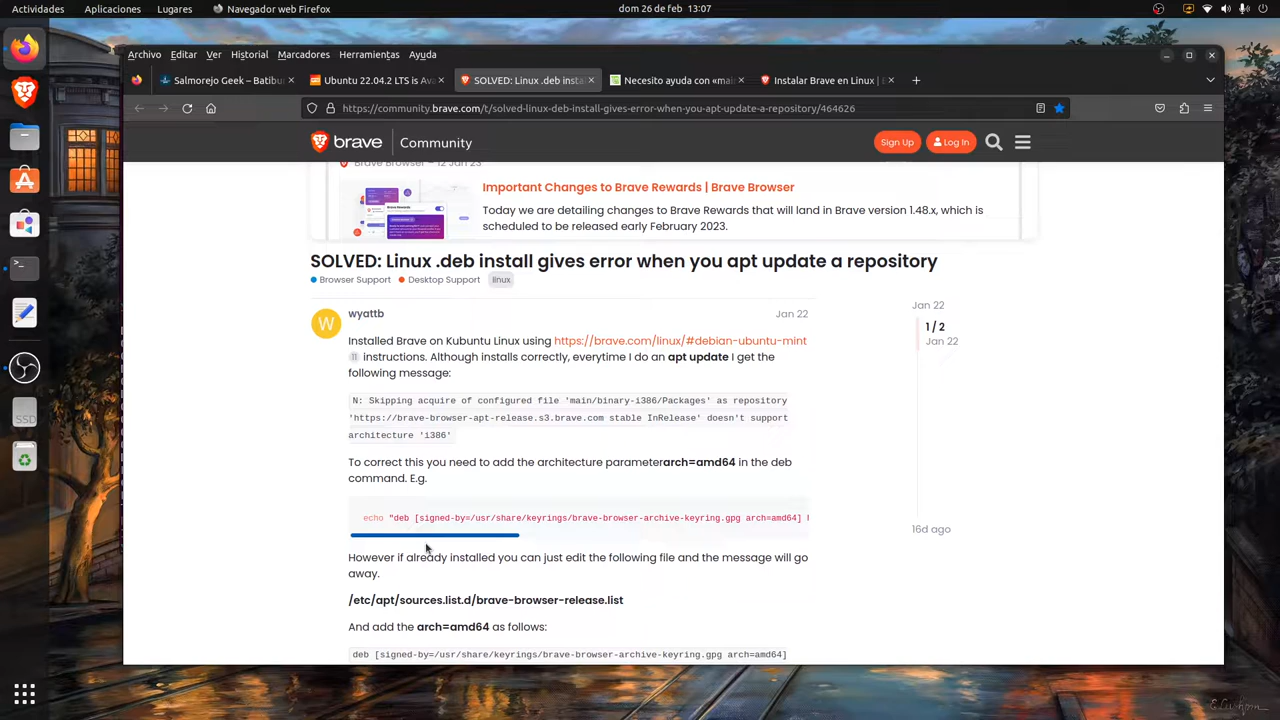 Actividades Aplicaciones Lugares Navegador web Firefox dom 26 de feb 13:07
Archivo Editar Ver Historial Marcadores Herramientas Ayuda
Salmorejo Geek – Batibu Ubuntu 22.04.2 LTS is Ava SOLVED: Linux .deb insta Necesito ayuda con «mai Instalar Brave en Linux | B
https://community.brave.com/t/solved-linux-deb-install-gives-error-when-you-apt-update-a-repository/464626
brave Community Sign Up Log In
Brave Browser – 12 Jan 23
Important Changes to Brave Rewards | Brave Browser
Today we are detailing changes to Brave Rewards that will land in Brave version 1.48.x, which is
scheduled to be released early February 2023.
SOLVED: Linux .deb install gives error when you apt update a repository
Browser Support Desktop Support linux
W wyattb Jan 22
Installed Brave on Kubuntu Linux using https://brave.com/linux/#debian-ubuntu-mint
11 instructions. Although installs correctly, everytime I do an apt update I get the
following message:
N: Skipping acquire of configured file 'main/binary-i386/Packages' as repository
'https://brave-browser-apt-release.s3.brave.com stable InRelease' doesn't support
architecture 'i386'
To correct this you need to add the architecture parameterarch=amd64 in the deb
command. E.g.
echo "deb [signed-by=/usr/share/keyrings/brave-browser-archive-keyring.gpg arch=amd64]
However if already installed you can just edit the following file and the message will go
away.
/etc/apt/sources.list.d/brave-browser-release.list
And add the arch=amd64 as follows:
deb [signed-by=/usr/share/keyrings/brave-browser-archive-keyring.gpg arch=amd64]
Jan 22
1 / 2
Jan 22
16d ago
SSD